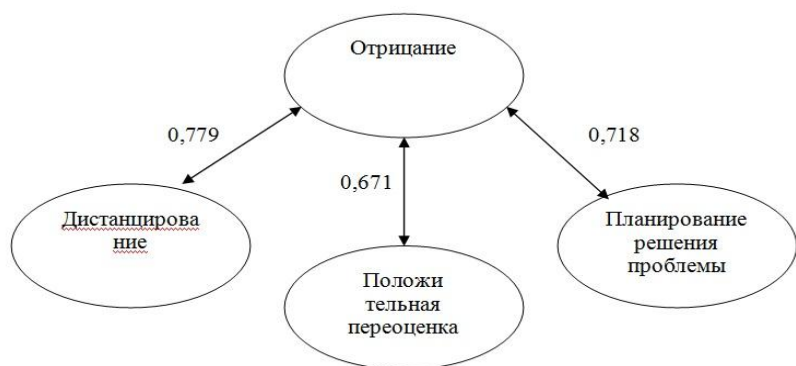 Отрицание
0,779
0,718
0,671
Дистанцирова
ние
Планирование
решения
проблемы
Положи
тельная
переоценка